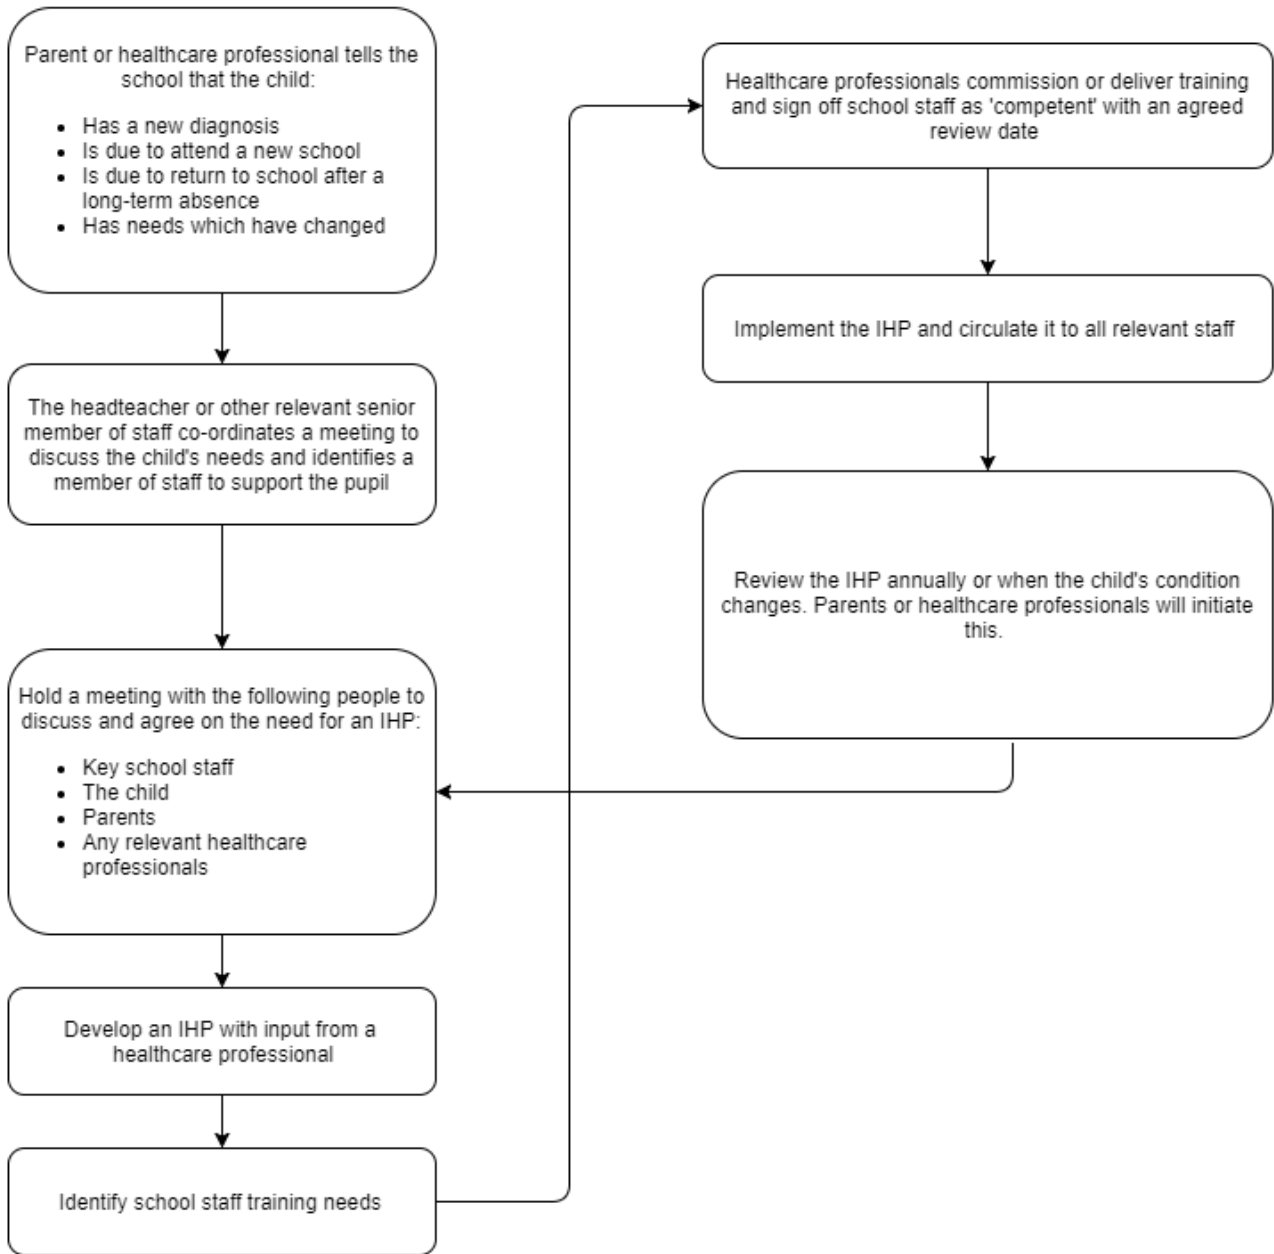 Parent or healthcare professional tells the
school that the child:
• Has a new diagnosis
• Is due to attend a new school
• Is due to return to school after a
long-term absence
• Has needs which have changed
The headteacher or other relevant senior
member of staff co-ordinates a meeting to
discuss the child's needs and identifies a
member of staff to support the pupil
Hold a meeting with the following people to
discuss and agree on the need for an IHP:
• Key school staff
• The child
• Parents
• Any relevant healthcare
professionals
Develop an IHP with input from a
healthcare professional
Identify school staff training needs
Healthcare professionals commission or deliver training
and sign off school staff as 'competent' with an agreed
review date
Implement the IHP and circulate it to all relevant staff
Review the IHP annually or when the child's condition
changes. Parents or healthcare professionals will initiate
this.